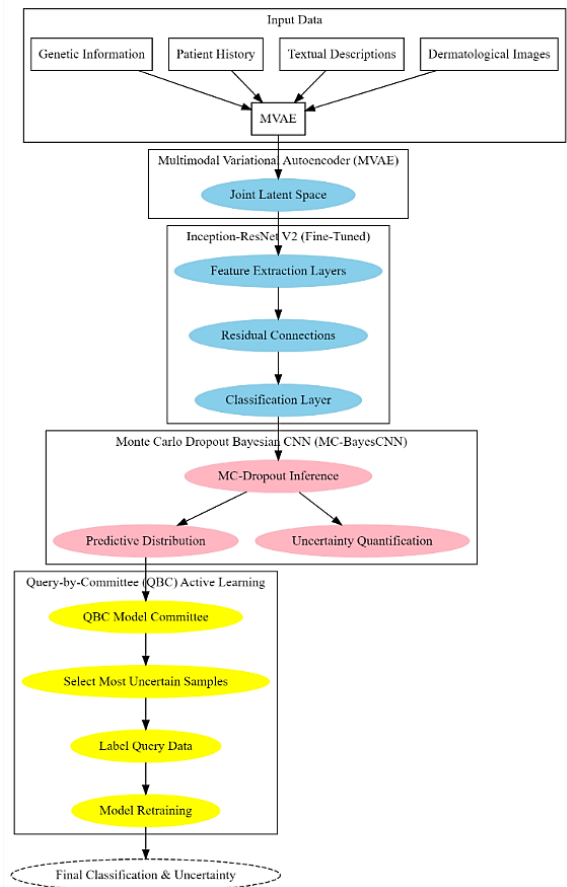 Input Data
Genetic Information
Patient History
Textual Descriptions
Dermatological Images
MVAE
Multimodal Variational Autoencoder (MVAE)
Joint Latent Space
Inception-ResNet V2 (Fine-Tuned)
Feature Extraction Layers
Residual Connections
Classification Layer
Monte Carlo Dropout Bayesian CNN (MC-BayesCNN)
MC-Dropout Inference
Predictive Distribution
Uncertainty Quantification
Query-by-Committee (QBC) Active Learning
QBC Model Committee
Select Most Uncertain Samples
Label Query Data
Model Retraining
Final Classification & Uncertainty